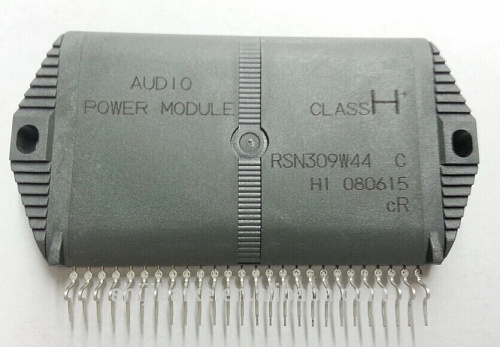 AUDIO
POWER MODULE
CLASS H+
RSN309W44 C
H1 080615
cR